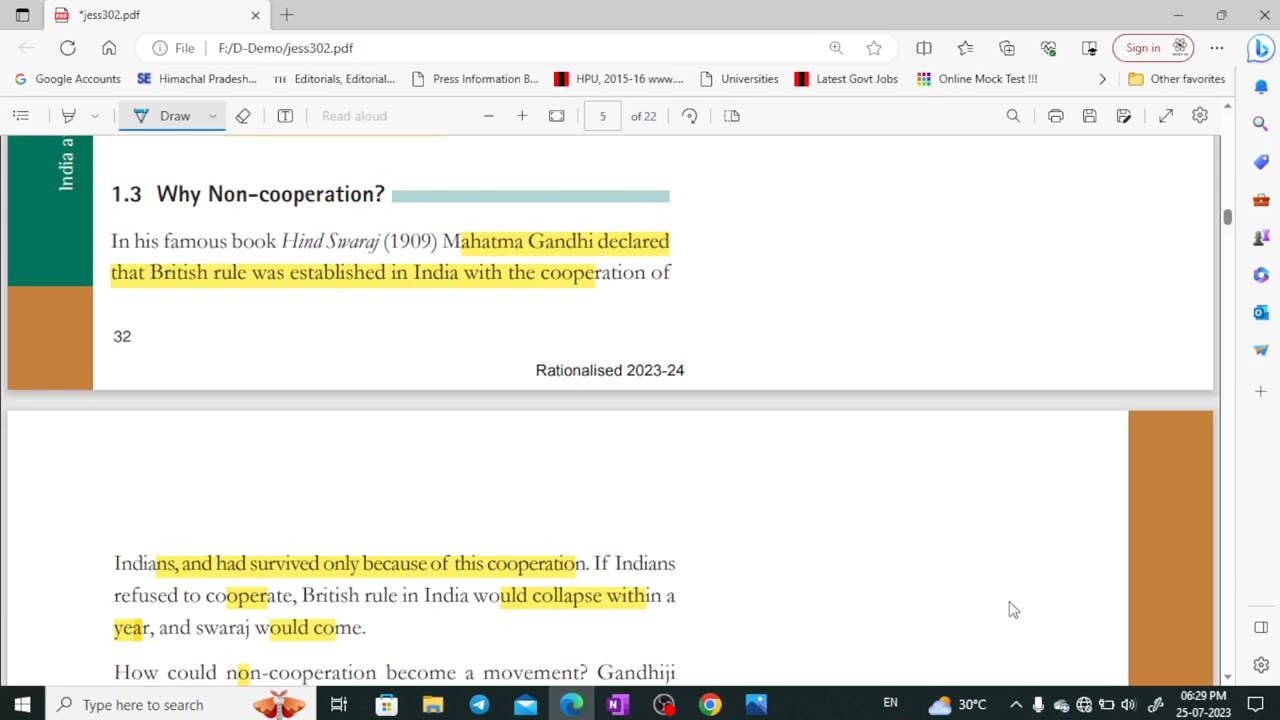 *jess302.pdf
File
F:/D-Demo/jess302.pdf
Sign in
Google Accounts
SE Himachal Pradesh...
TH Editorials, Editorial...
Press Information B...
HPU, 2015-16 www....
Universities
Latest Govt Jobs
Online Mock Test !!!
Other favorites
Draw
Read aloud
5 of 22
India a
1.3 Why Non-cooperation?
In his famous book Hind Swaraj (1909) Mahatma Gandhi declared
that British rule was established in India with the cooperation of
32
Rationalised 2023-24
Indians, and had survived only because of this cooperation. If Indians
refused to cooperate, British rule in India would collapse within a
year, and swaraj would come.
How could non-cooperation become a movement? Gandhiji
Type here to search
30°C
EN
06:29 PM
25-07-2023